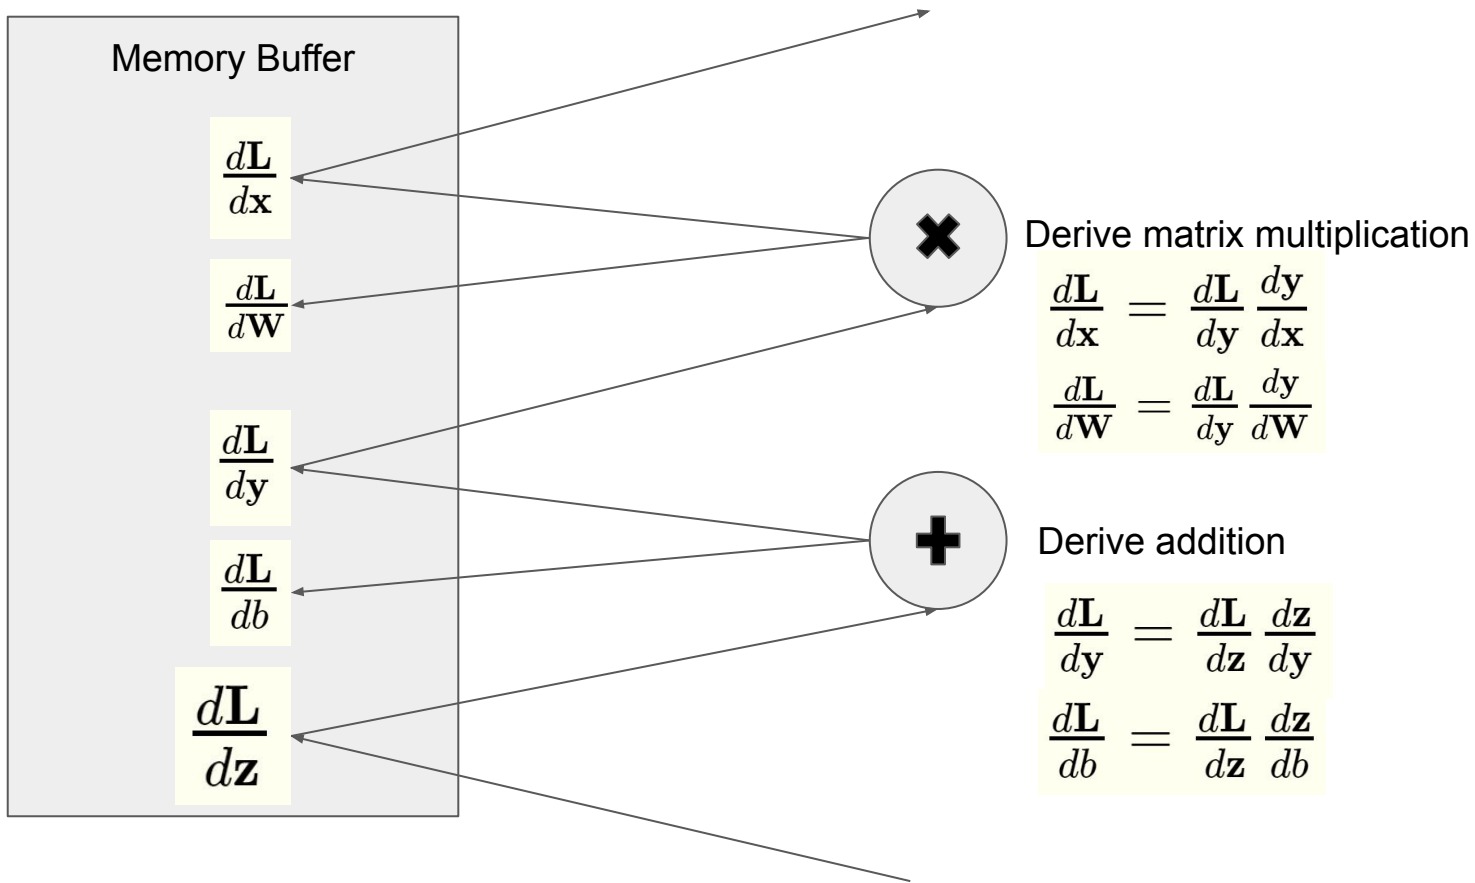 Memory Buffer
dL/dx
dL/dW
dL/dy
dL/db
dL/dz
Derive matrix multiplication
dL/dx = dL/dy dy/dx
dL/dW = dL/dy dy/dW
Derive addition
dL/dy = dL/dz dz/dy
dL/db = dL/dz dz/db